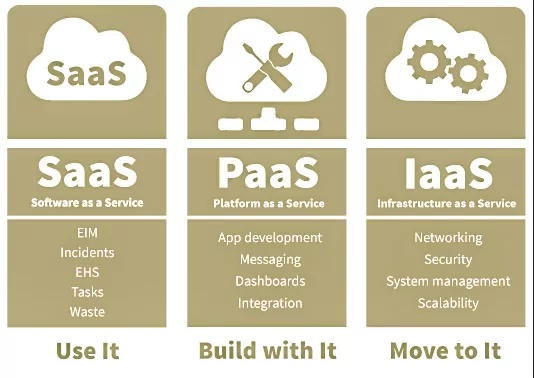 SaaS
SaaS
Software as a Service
EIM
Incidents
EHS
Tasks
Waste
Use It
PaaS
Platform as a Service
App development
Messaging
Dashboards
Integration
Build with It
IaaS
Infrastructure as a Service
Networking
Security
System management
Scalability
Move to It